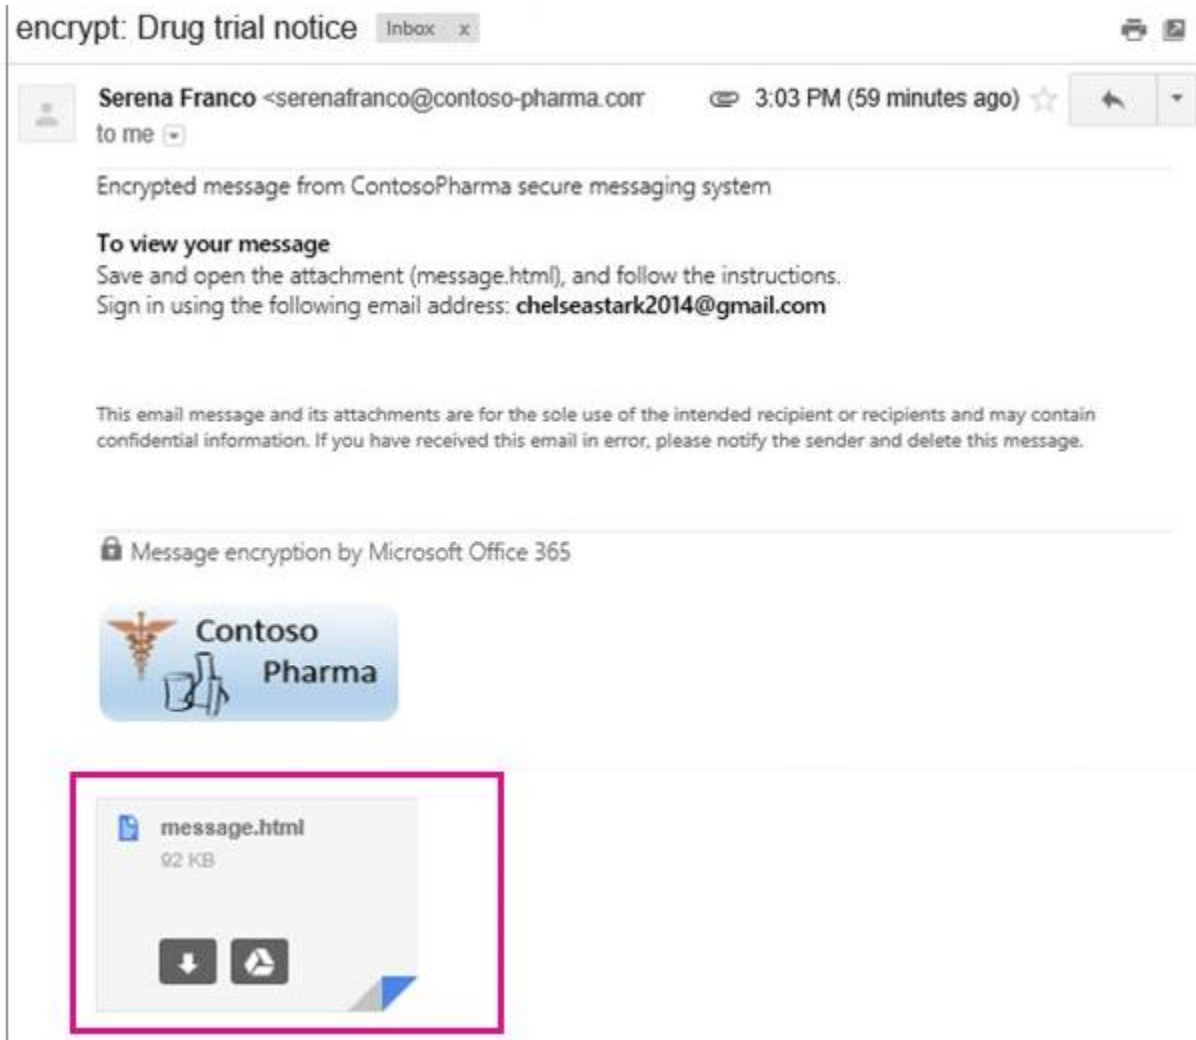 encrypt: Drug trial notice Inbox x
Serena Franco <serenafranco@contoso-pharma.com 3:03 PM (59 minutes ago)
to me
Encrypted message from ContosoPharma secure messaging system
To view your message
Save and open the attachment (message.html), and follow the instructions.
Sign in using the following email address: chelseastark2014@gmail.com
This email message and its attachments are for the sole use of the intended recipient or recipients and may contain
confidential information. If you have received this email in error, please notify the sender and delete this message.
Message encryption by Microsoft Office 365
Contoso
Pharma
message.html
92 KB